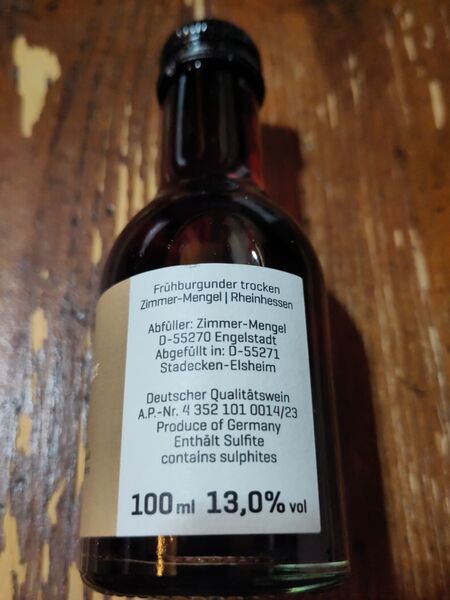 Frühburgunder trocken
Zimmer-Mengel | Rheinhessen
Abfüller: Zimmer-Mengel
D-55270 Engelstadt
Abgefüllt in: D-55271
Stadecken-Elsheim
Deutscher Qualitätswein
A.P.-Nr. 4 352 101 0014/23
Produce of Germany
Enthält Sulfite
contains sulphites
100 ml 13,0% vol